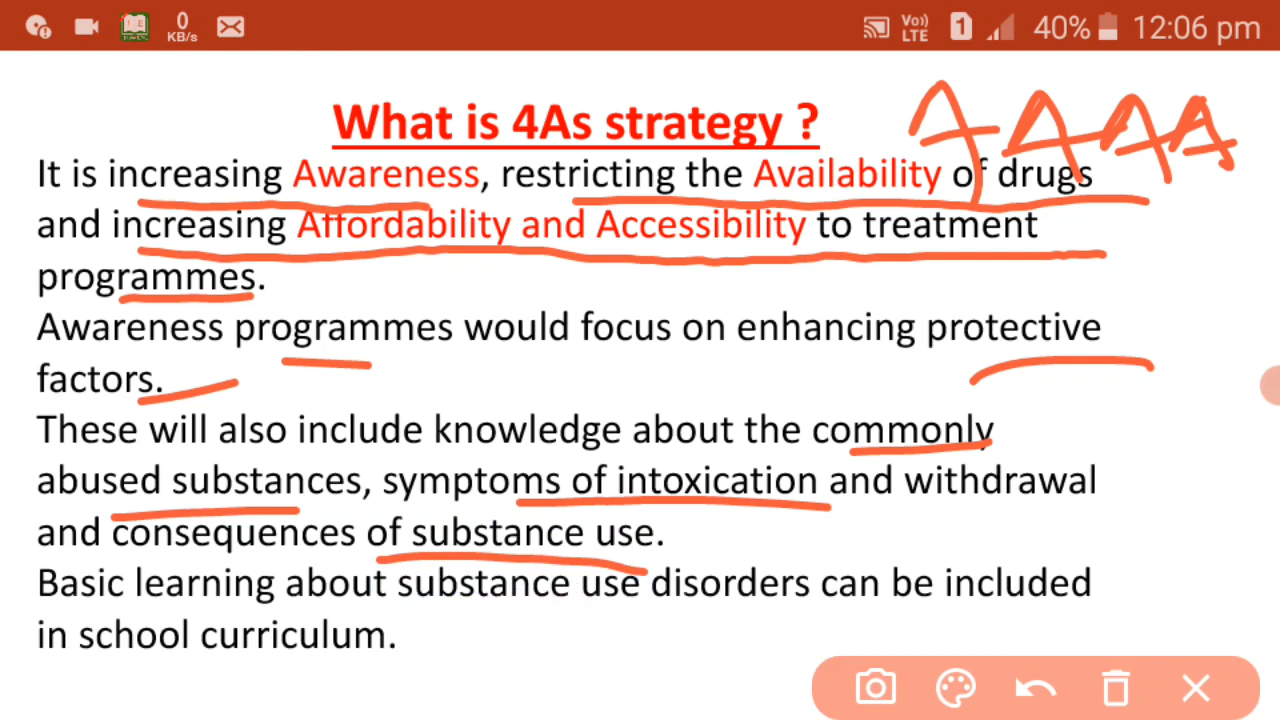 0
KB/s
Vo))
LTE
1
40%
12:06 pm
What is 4As strategy ?
A A A A
It is increasing Awareness, restricting the Availability of drugs
and increasing Affordability and Accessibility to treatment
programmes.
Awareness programmes would focus on enhancing protective
factors.
These will also include knowledge about the commonly
abused substances, symptoms of intoxication and withdrawal
and consequences of substance use.
Basic learning about substance use disorders can be included
in school curriculum.